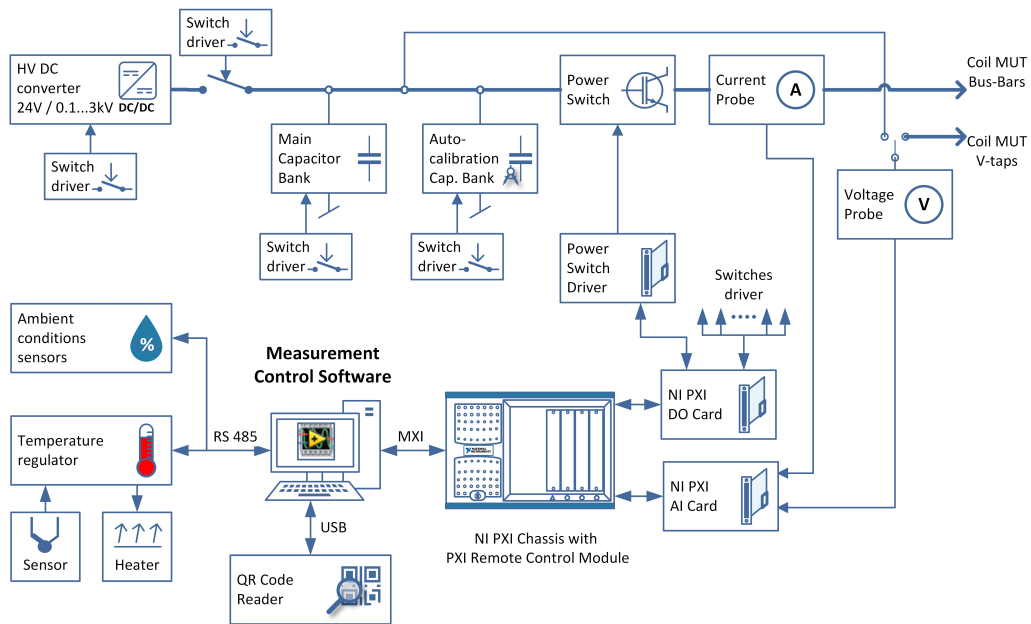 Switch
driver
HV DC
converter
24V / 0.1...3kV
DC/DC
Switch
driver
Main
Capacitor
Bank
Switch
driver
Auto-
calibration
Cap. Bank
Switch
driver
Power
Switch
Current
Probe
A
Coil MUT
Bus-Bars
Coil MUT
V-taps
Voltage
Probe
V
Power
Switch
Driver
Switches
driver
Ambient
conditions
sensors
%
Measurement
Control Software
NI PXI
DO Card
Temperature
regulator
RS 485
MXI
NATIONAL
INSTRUMENTS
NI PXI
AI Card
Sensor
Heater
USB
NI PXI Chassis with
PXI Remote Control Module
QR Code
Reader